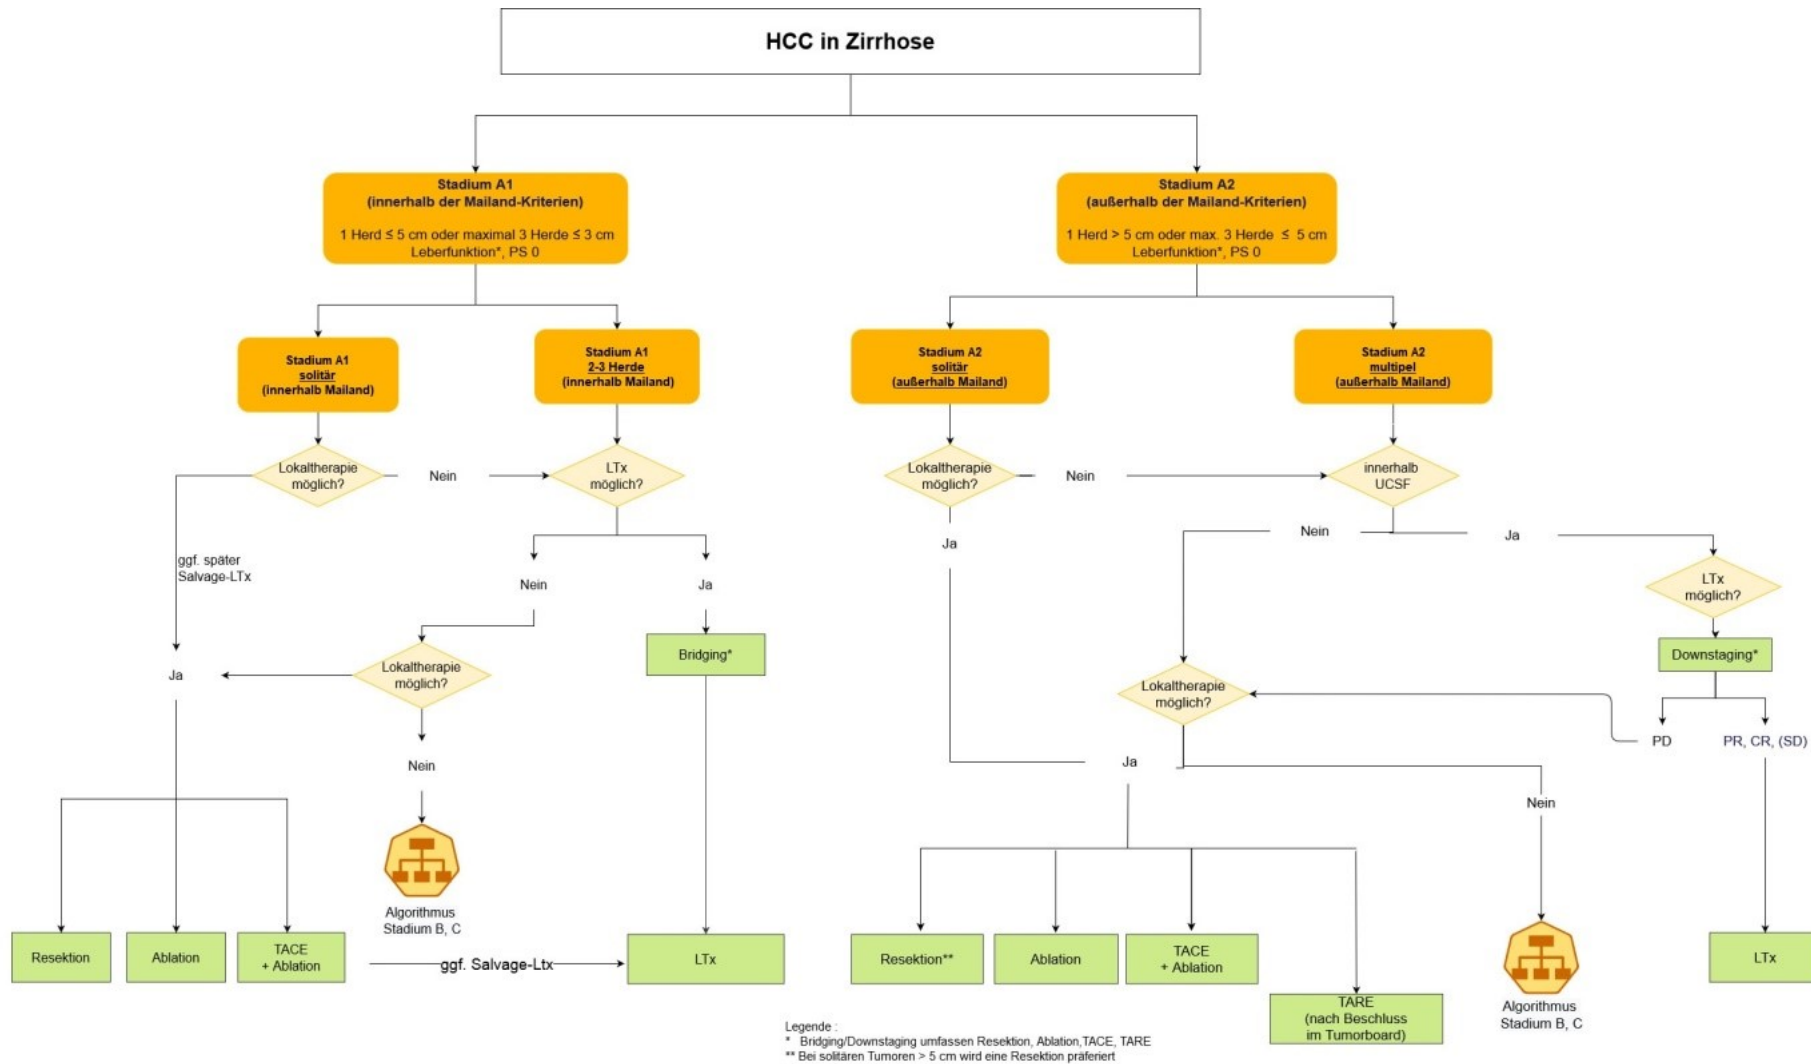 HCC in Zirrhose
Stadium A1
(innerhalb der Mailand-Kriterien)
1 Herd ≤ 5 cm oder maximal 3 Herde ≤ 3 cm
Leberfunktion*, PS 0
Stadium A2
(außerhalb der Mailand-Kriterien)
1 Herd > 5 cm oder max. 3 Herde ≤ 5 cm
Leberfunktion*, PS 0
Stadium A1
solitär
(innerhalb Mailand)
Stadium A1
2-3 Herde
(innerhalb Mailand)
Stadium A2
solitär
(außerhalb Mailand)
Stadium A2
multipel
(außerhalb Mailand)
Lokaltherapie
möglich?
Nein
LTx
möglich?
Lokaltherapie
möglich?
Nein
innerhalb
UCSF
ggf. später
Salvage-LTx
Nein
Ja
Ja
Nein
Ja
LTx
möglich?
Ja
Lokaltherapie
möglich?
Bridging*
Lokaltherapie
möglich?
Downstaging*
PD
PR, CR, (SD)
Nein
Ja
Nein
Algorithmus
Stadium B, C
Resektion
Ablation
TACE
+ Ablation
ggf. Salvage-Ltx
LTx
Resektion**
Ablation
TACE
+ Ablation
TARE
(nach Beschluss
im Tumorboard)
Algorithmus
Stadium B, C
LTx
Legende :
* Bridging/Downstaging umfassen Resektion, Ablation,TACE, TARE
** Bei solitären Tumoren > 5 cm wird eine Resektion präferiert